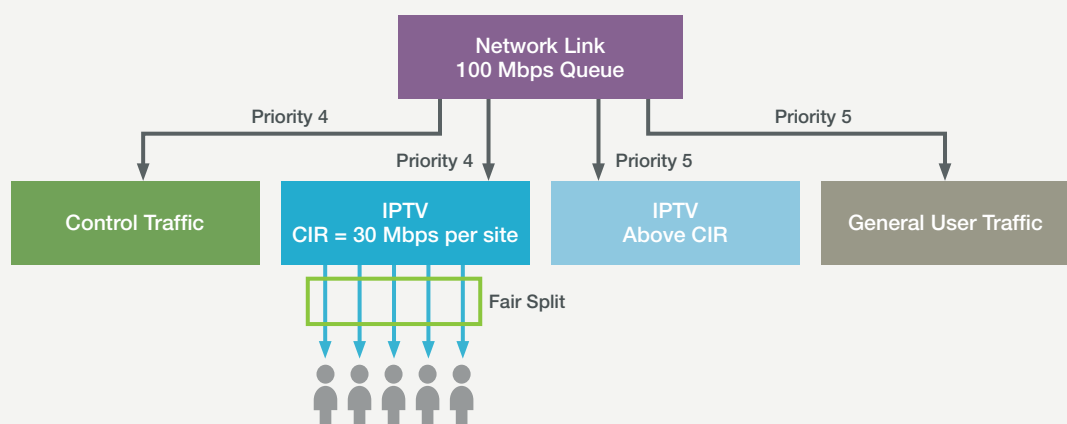 Network Link
100 Mbps Queue
Priority 4
Priority 5
Priority 4
Priority 5
Control Traffic
IPTV
CIR = 30 Mbps per site
IPTV
Above CIR
General User Traffic
Fair Split